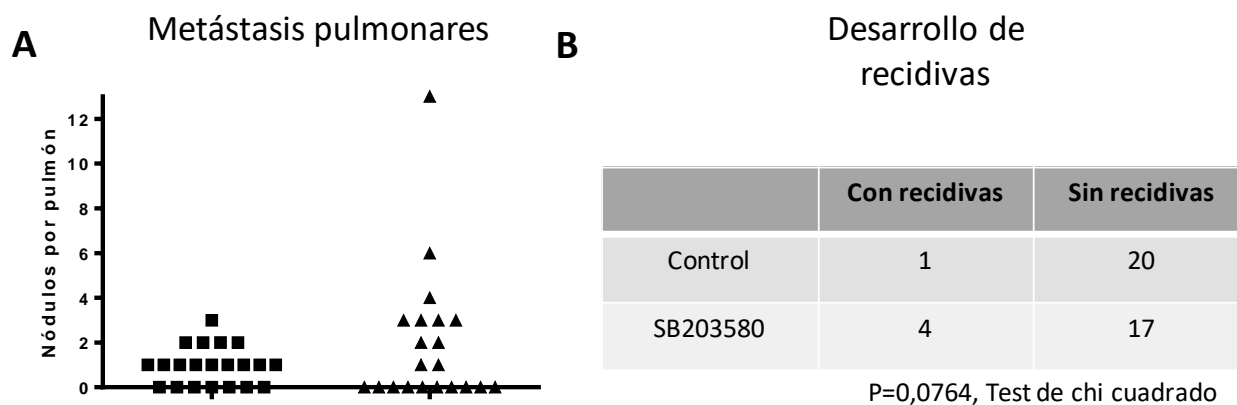 A
Metástasis pulmonares
Nódulos por pulmón
12
10
8
6
4
2
0
B
Desarrollo de
recidivas
Con recidivas Sin recidivas
Control 1 20
SB203580 4 17
P=0,0764, Test de chi cuadrado